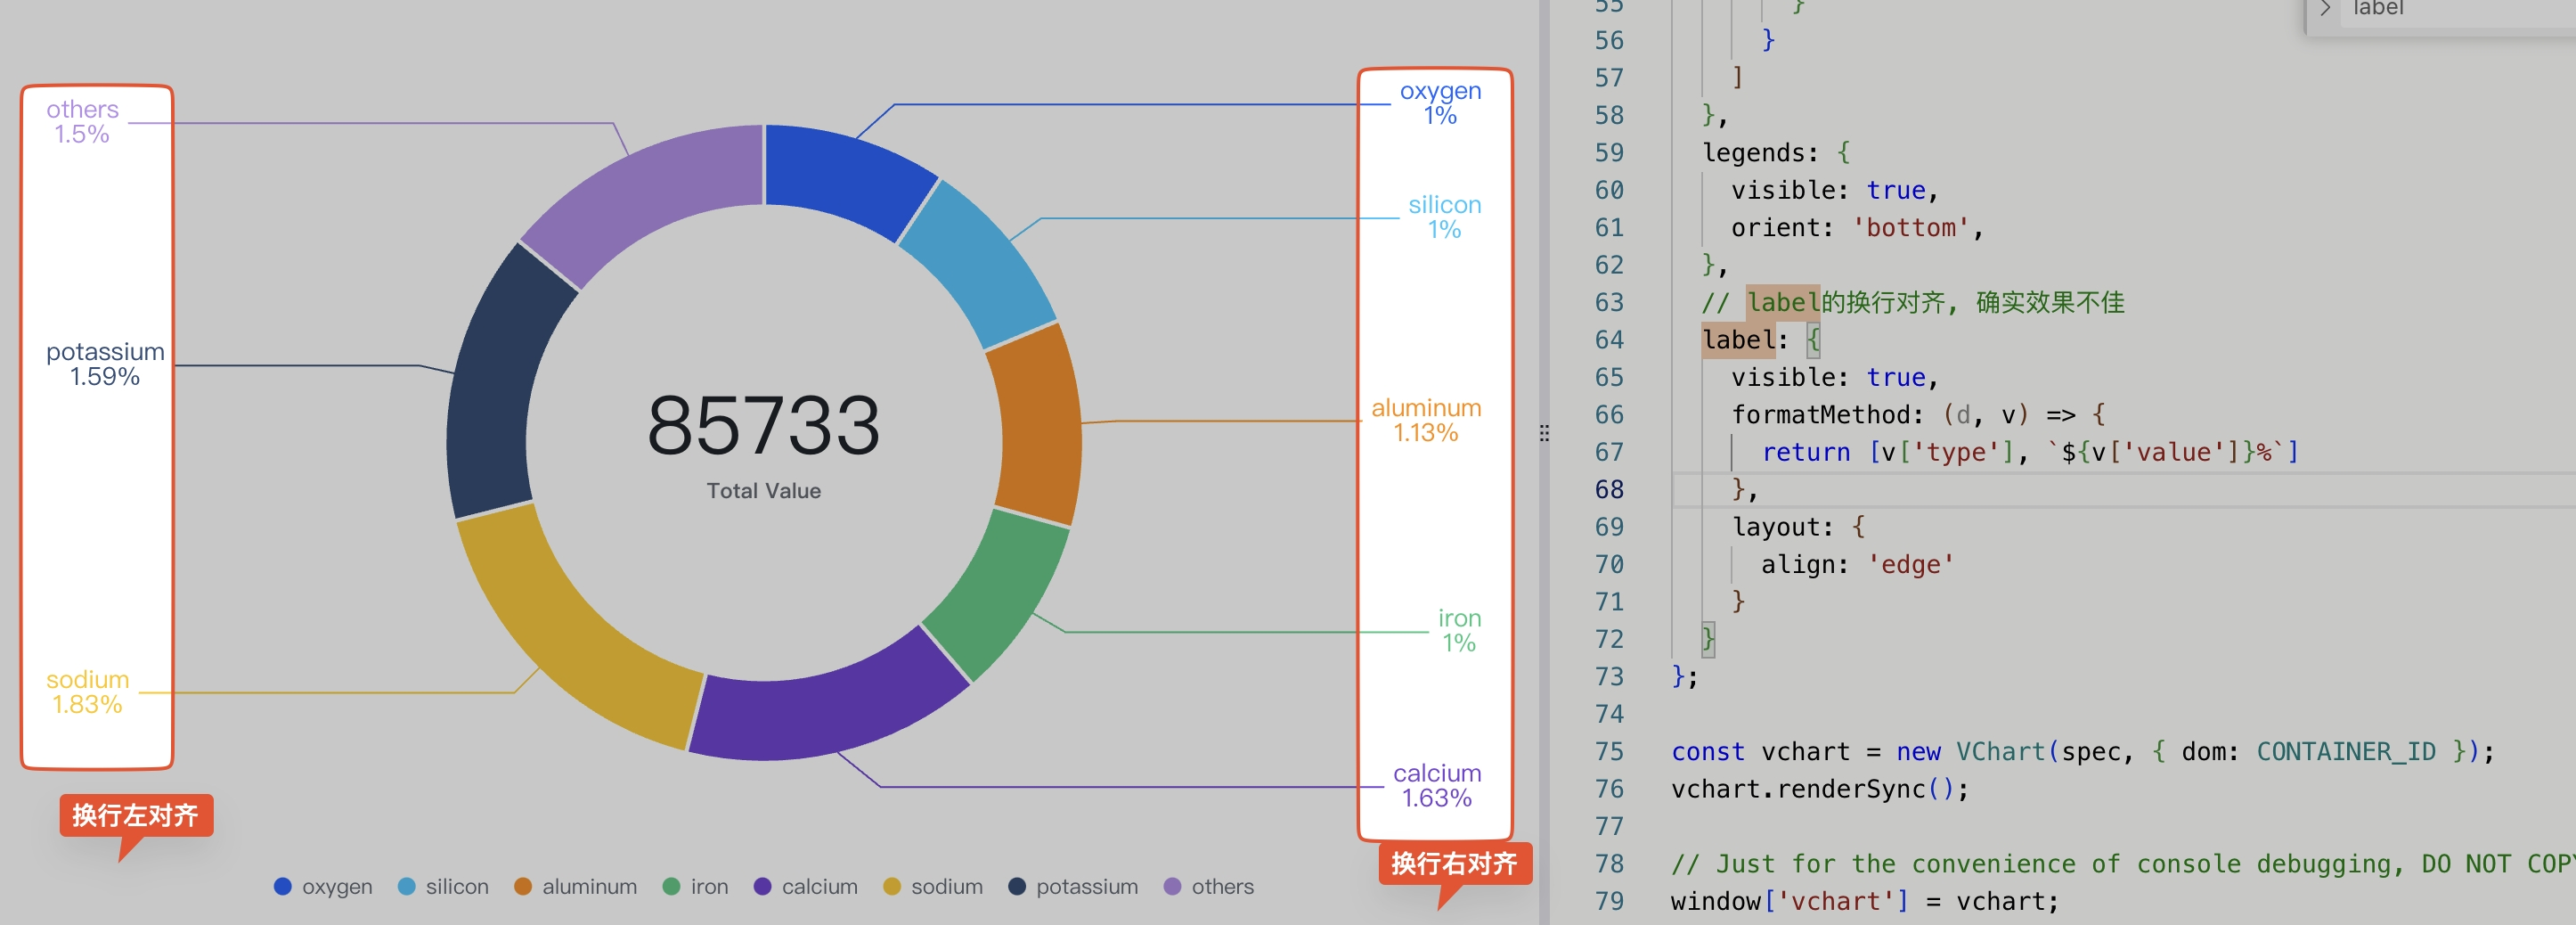 others
1.5%
potassium
1.59%
sodium
1.83%
换行左对齐
85733
Total Value
oxygen
1%
silicon
1%
aluminum
1.13%
iron
1%
calcium
1.63%
换行右对齐
oxygen silicon aluminum iron calcium sodium potassium others
label
55 }
56 }
57 ]
58 },
59 legends: {
60 visible: true,
61 orient: 'bottom',
62 },
63 // label的换行对齐, 确实效果不佳
64 label: {
65 visible: true,
66 formatMethod: (d, v) => {
67 return [v['type'], `${v['value']}%`]
68 },
69 layout: {
70 align: 'edge'
71 }
72 }
73 };
74
75 const vchart = new VChart(spec, { dom: CONTAINER_ID });
76 vchart.renderSync();
77
78 // Just for the convenience of console debugging, DO NOT COP
79 window['vchart'] = vchart;